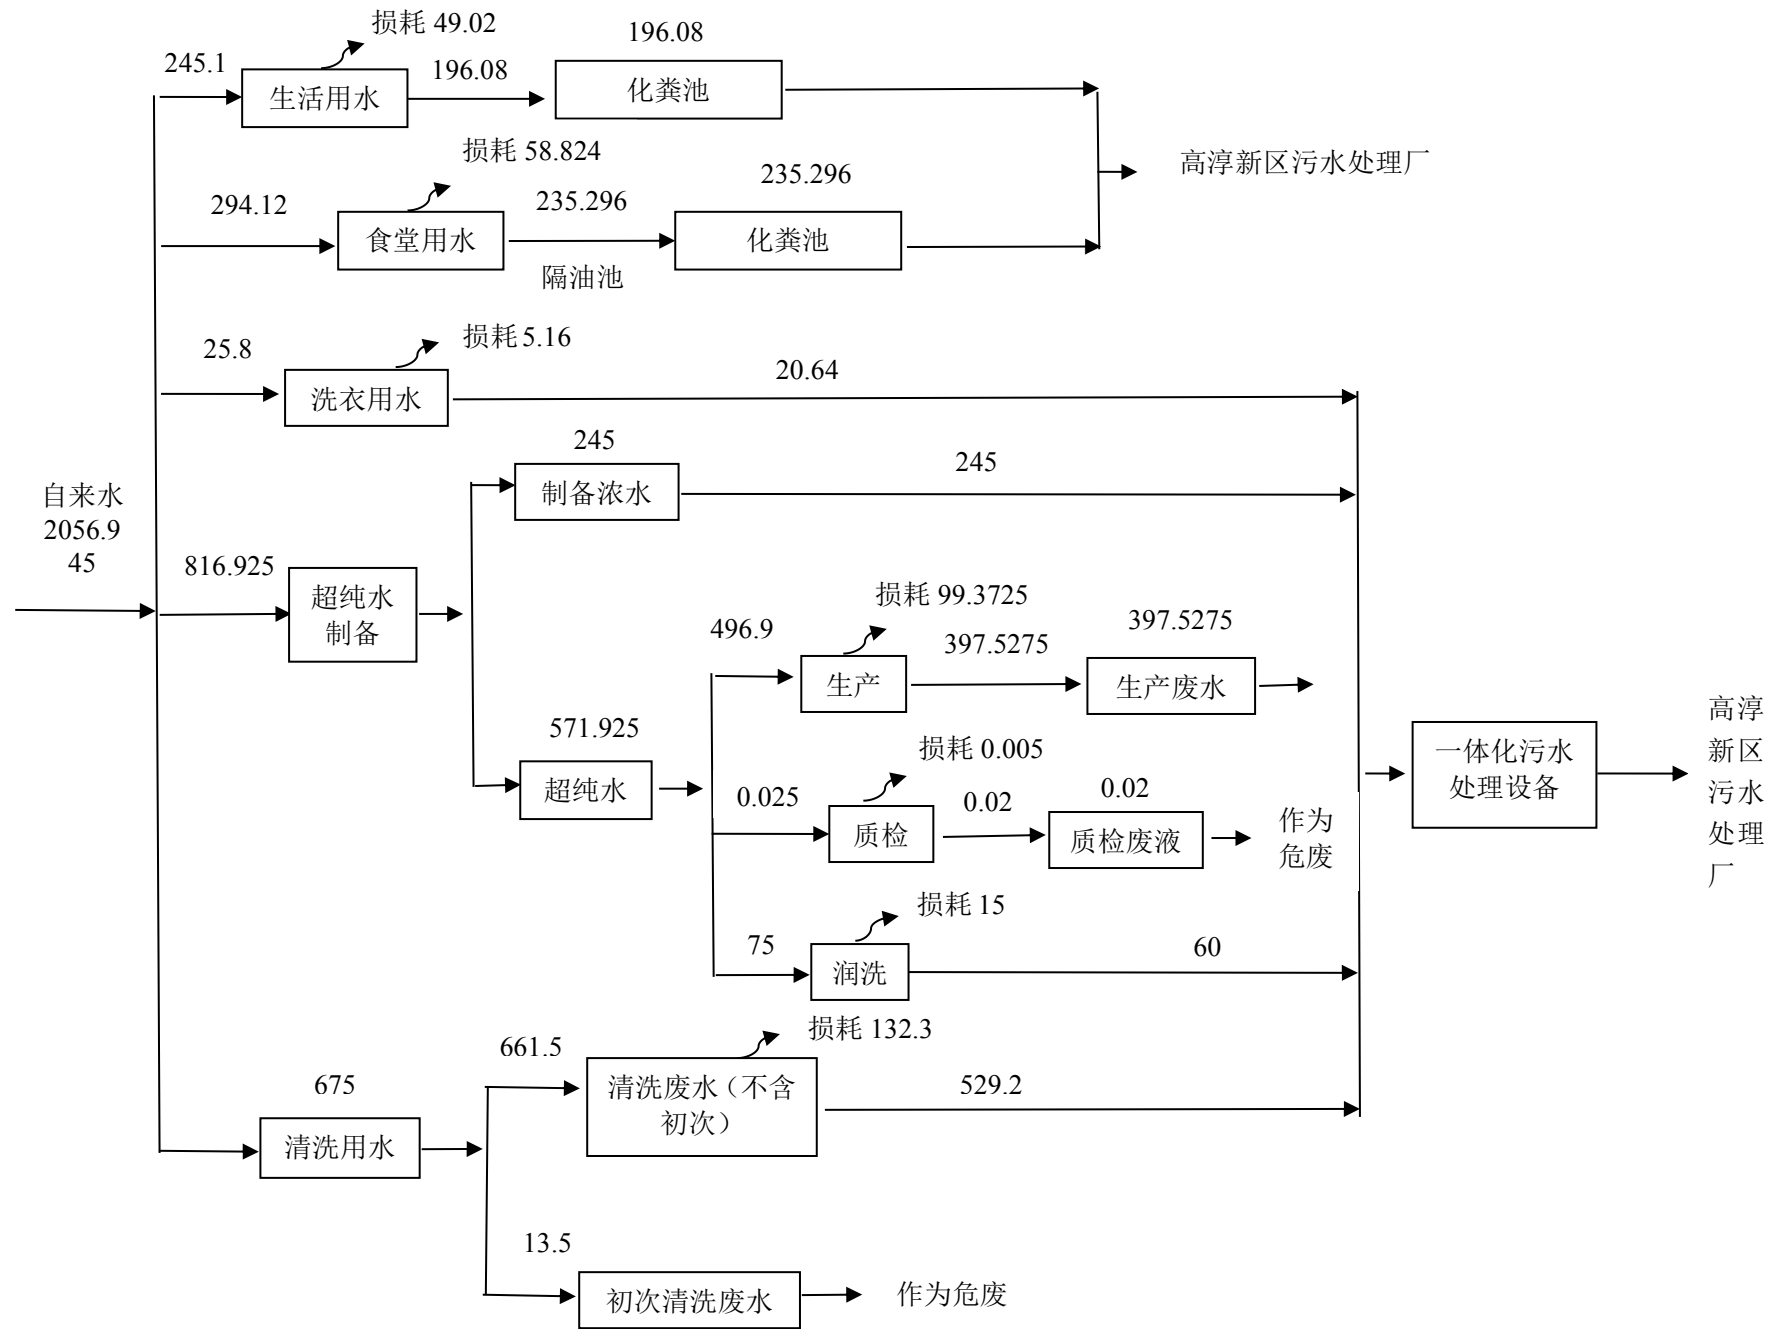 损耗 49.02
196.08
245.1
196.08
生活用水
化粪池
损耗 58.824
高淳新区污水处理厂
235.296
294.12
235.296
食堂用水
化粪池
隔油池
损耗 5.16
25.8
20.64
洗衣用水
245
245
制备浓水
自来水
2056.9
45
816.925
超纯水
制备
损耗 99.3725
496.9
397.5275
397.5275
生产
生产废水
571.925
超纯水
损耗 0.005
0.025
0.02
0.02
质检
质检废液
作为
危废
一体化污水
处理设备
高淳
新区
污水
处理
厂
损耗 15
75
60
润洗
损耗 132.3
661.5
清洗废水（不含
初次）
529.2
675
清洗用水
13.5
初次清洗废水
作为危废